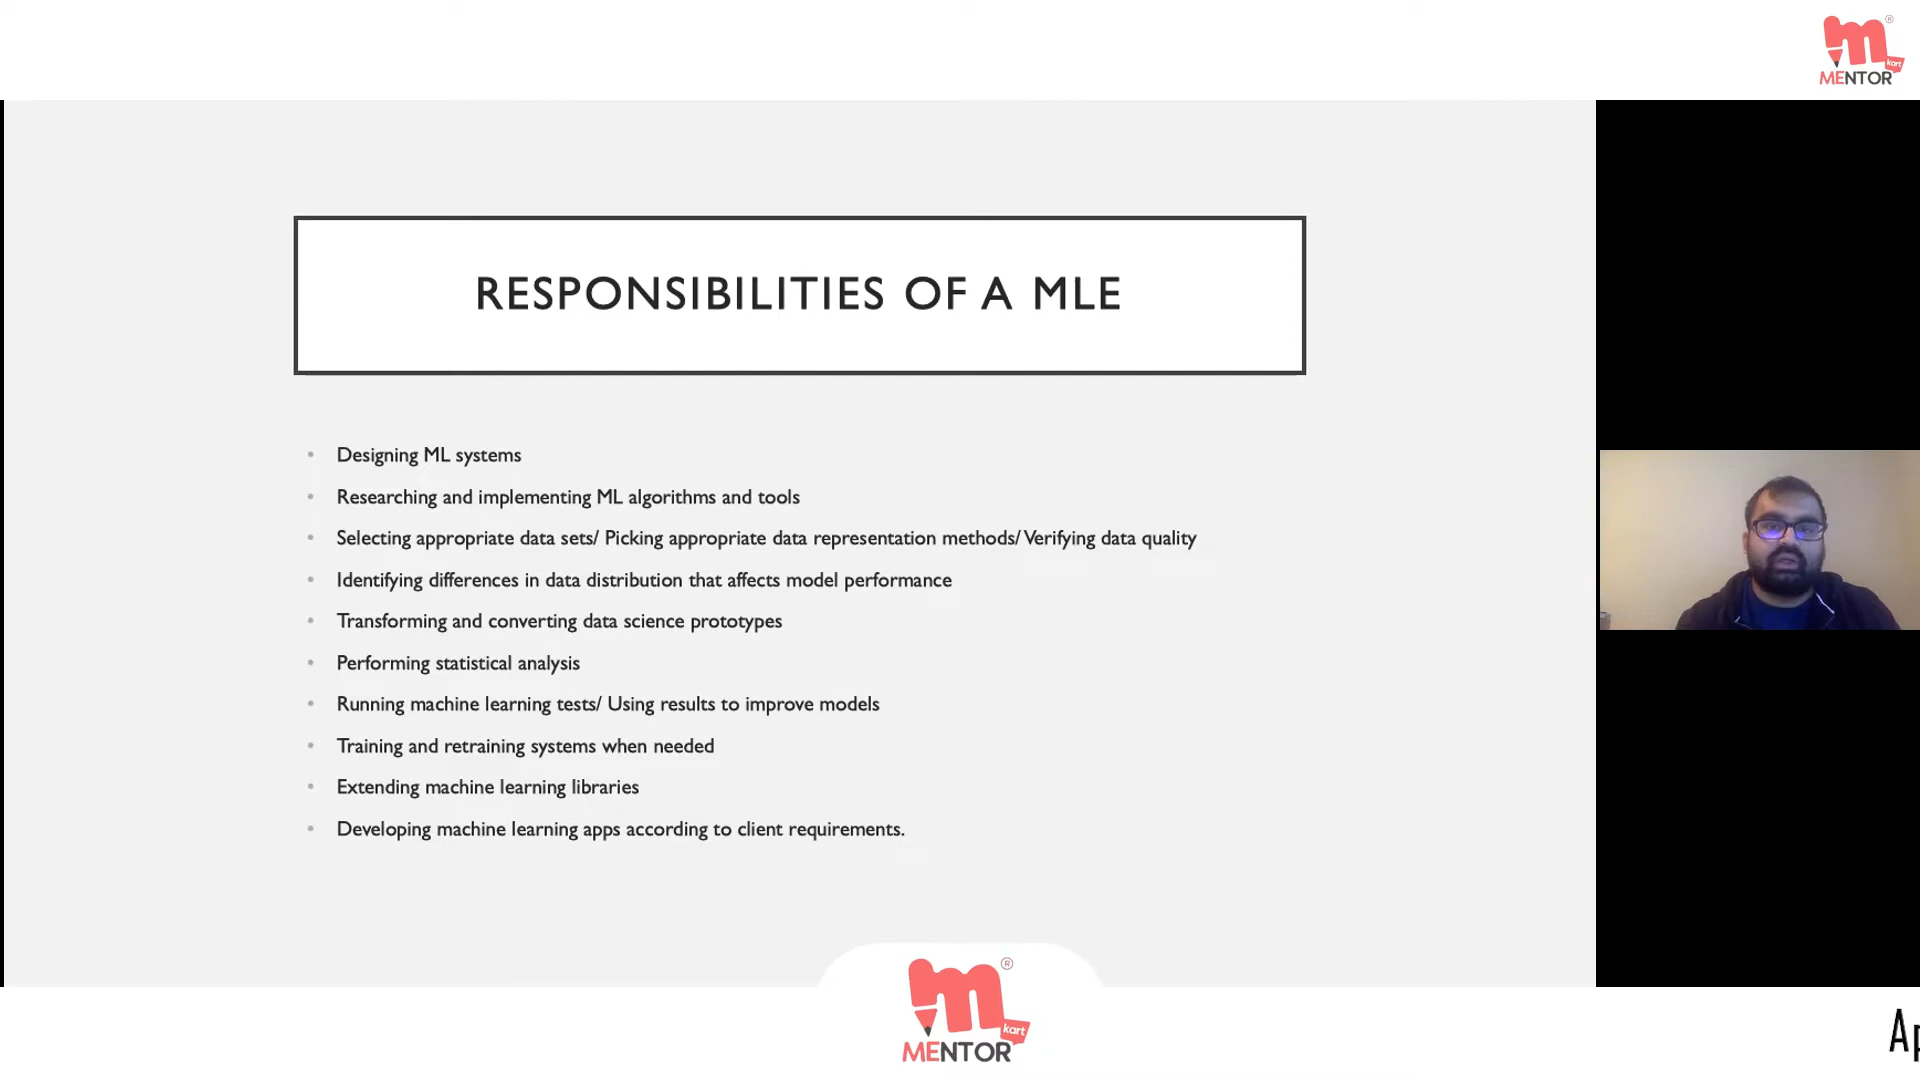 ®
kart
MENTOR
RESPONSIBILITIES OF A MLE
• Designing ML systems
• Researching and implementing ML algorithms and tools
• Selecting appropriate data sets/ Picking appropriate data representation methods/ Verifying data quality
• Identifying differences in data distribution that affects model performance
• Transforming and converting data science prototypes
• Performing statistical analysis
• Running machine learning tests/ Using results to improve models
• Training and retraining systems when needed
• Extending machine learning libraries
• Developing machine learning apps according to client requirements.
®
kart
MENTOR